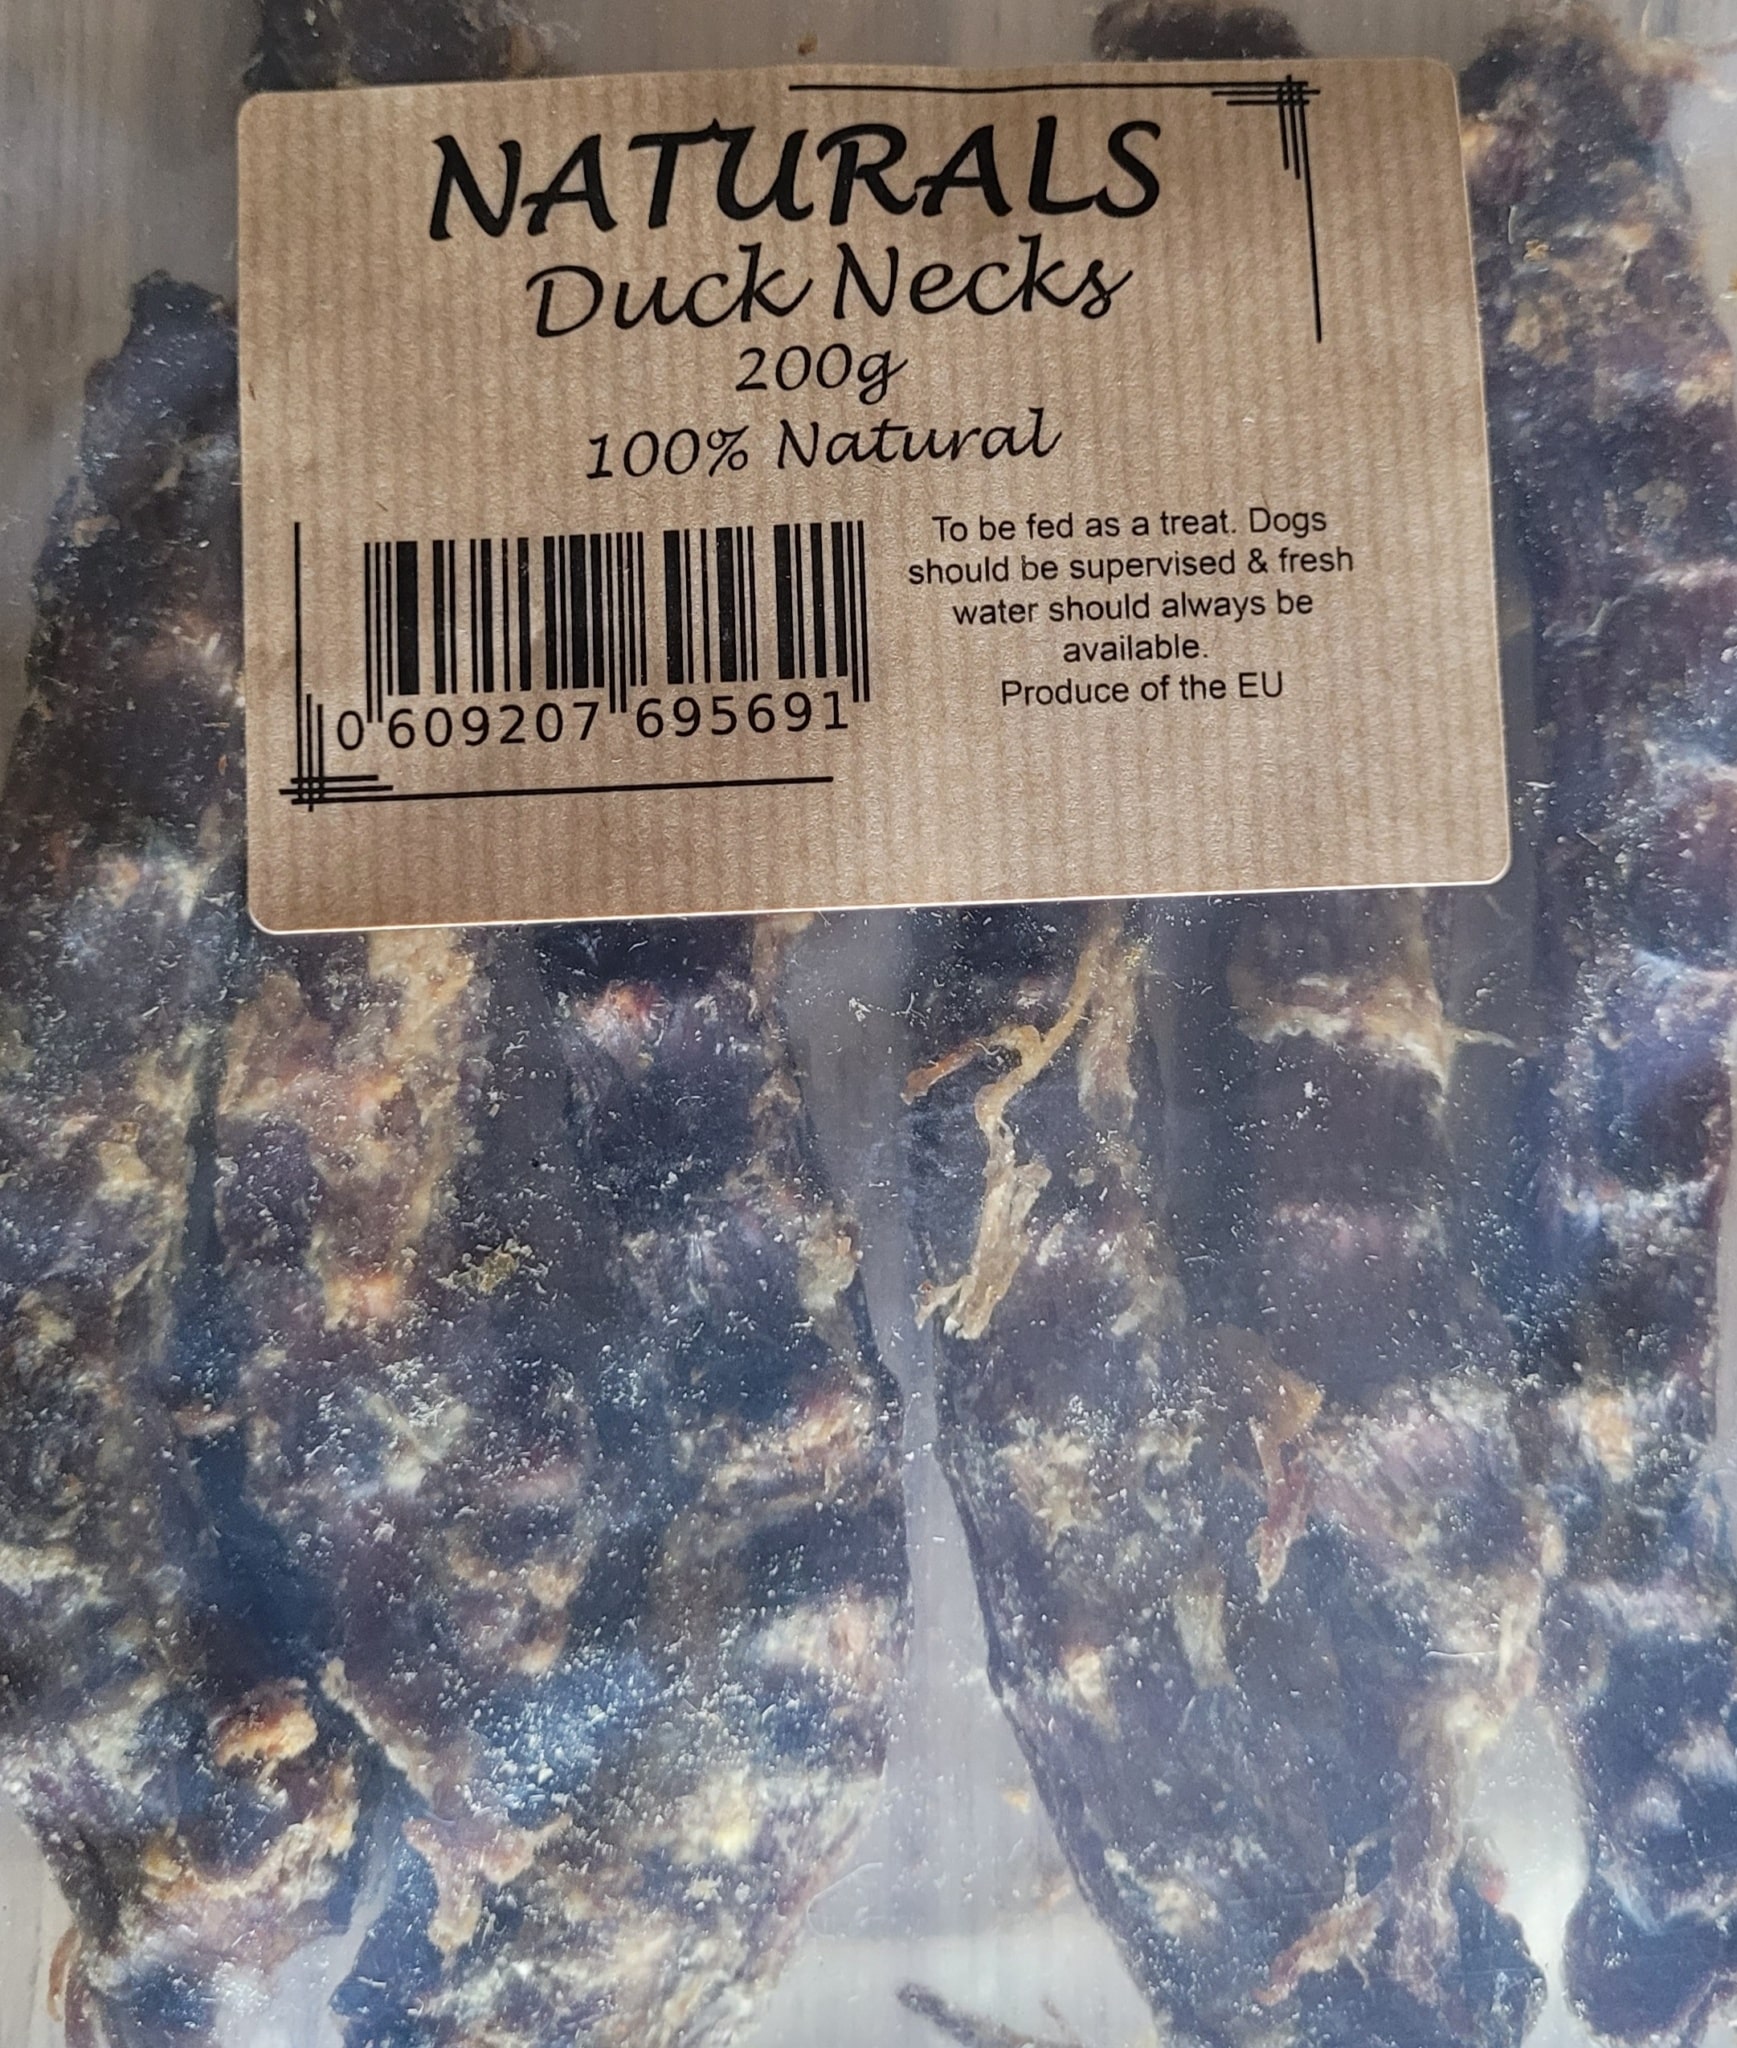 NATURALS
Duck Necks
200g
100% Natural
To be fed as a treat. Dogs
should be supervised & fresh
water should always be
available.
Produce of the EU
0 609207 695691